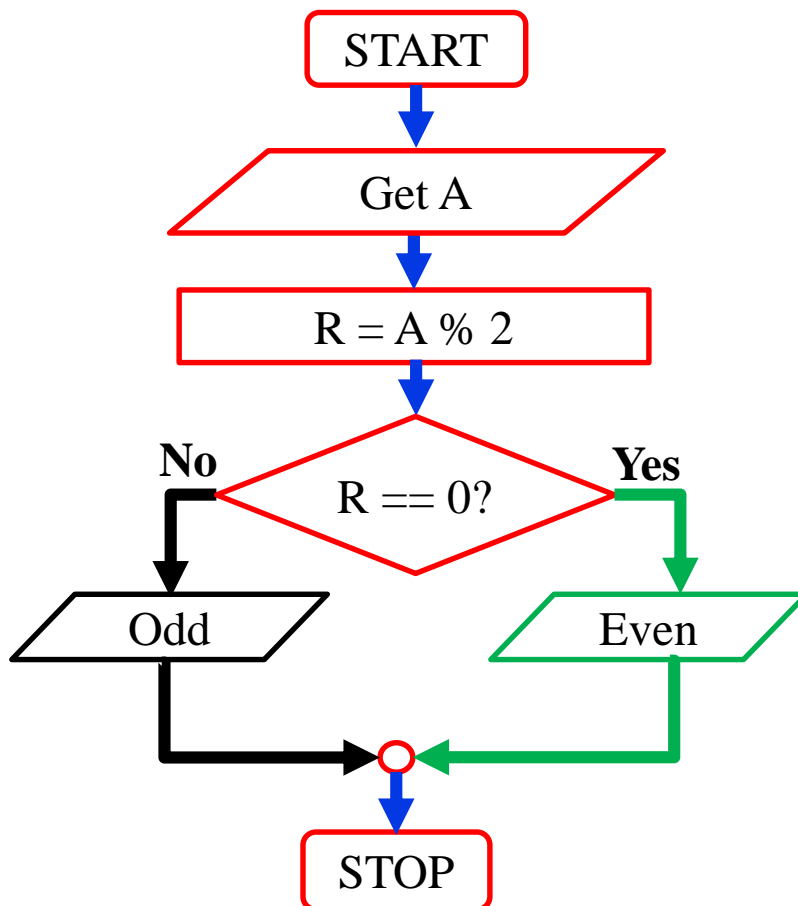 START
Get A
R = A % 2
No
Yes
R == 0?
Odd
Even
STOP